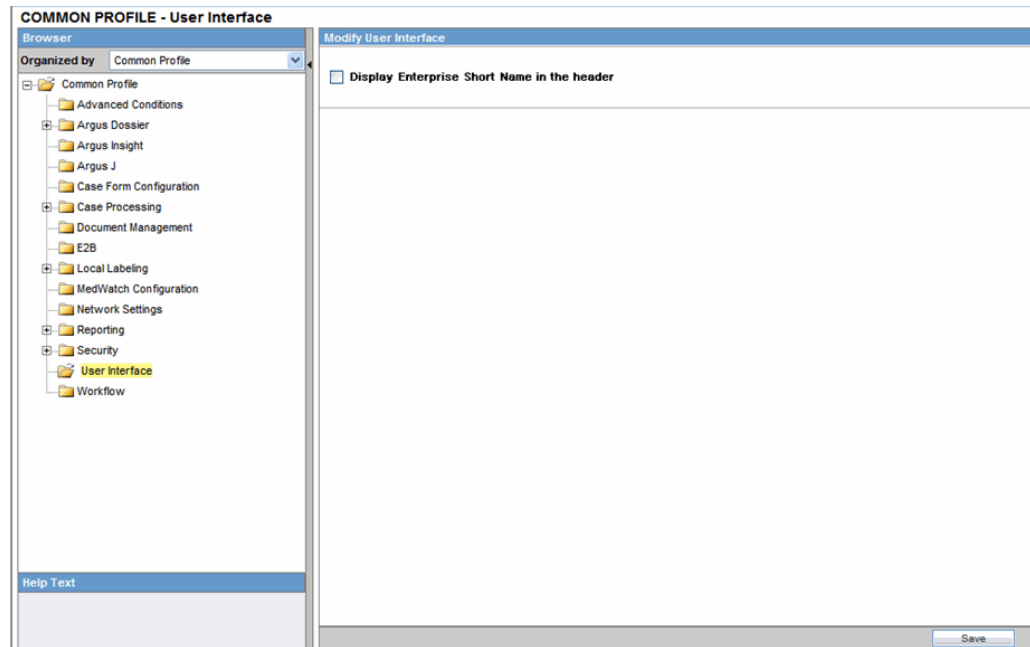 COMMON PROFILE - User Interface
Browser
Organized by Common Profile
Common Profile
Advanced Conditions
Argus Dossier
Argus Insight
Argus J
Case Form Configuration
Case Processing
Document Management
E2B
Local Labeling
MedWatch Configuration
Network Settings
Reporting
Security
User Interface
Workflow
Help Text
Modify User Interface
Display Enterprise Short Name in the header
Save